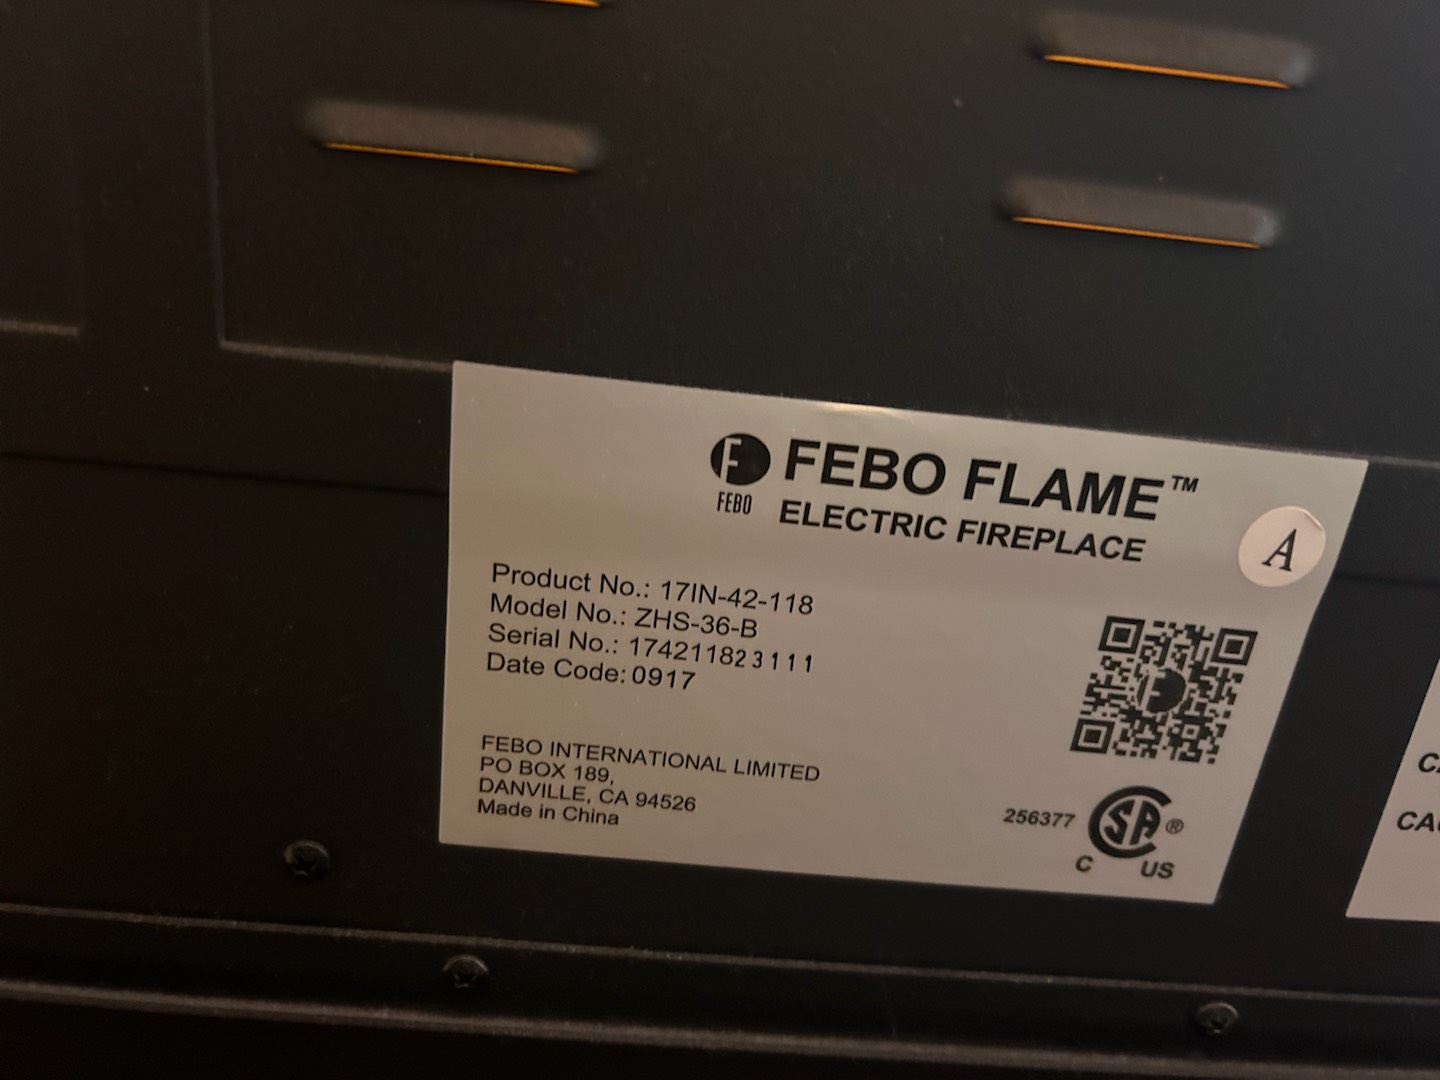 F
FEBO
FEBO FLAME™
ELECTRIC FIREPLACE
A
Product No.: 17IN-42-118
Model No.: ZHS-36-B
Serial No.: 174211823111
Date Code: 0917
FEBO INTERNATIONAL LIMITED
PO BOX 189,
DANVILLE, CA 94526
Made in China
256377
CSA®
C US